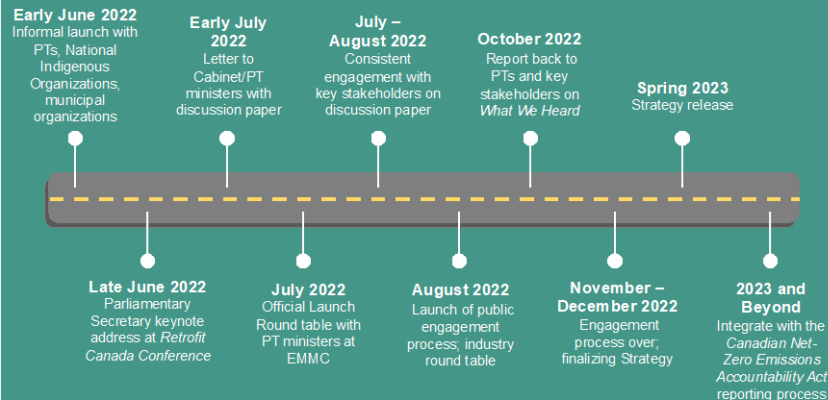 Early June 2022
Informal launch with
PTs, National
Indigenous
Organizations,
municipal
organizations
Early July
2022
Letter to
Cabinet/PT
ministers with
discussion paper
July –
August 2022
Consistent
engagement with
key stakeholders on
discussion paper
October 2022
Report back to
PTs and key
stakeholders on
What We Heard
Spring 2023
Strategy release
Late June 2022
Parliamentary
Secretary keynote
address at Retrofit
Canada Conference
July 2022
Official Launch
Round table with
PT ministers at
EMMC
August 2022
Launch of public
engagement
process; industry
round table
November –
December 2022
Engagement
process over;
finalizing Strategy
2023 and
Beyond
Integrate with the
Canadian Net-
Zero Emissions
Accountability Act
reporting process